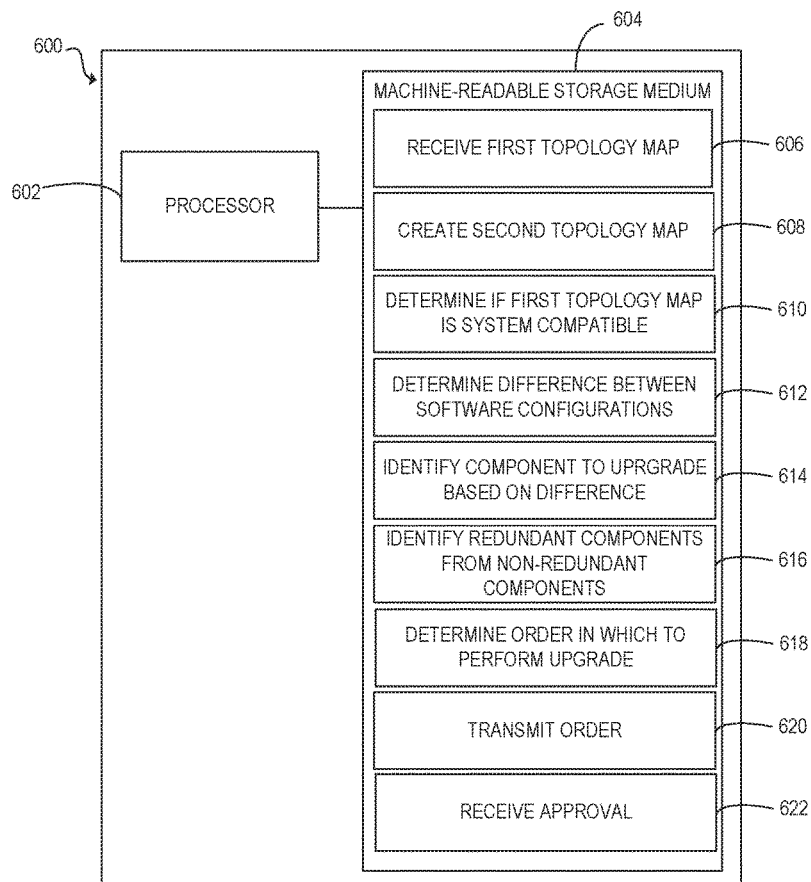 604
600
MACHINE-READABLE STORAGE MEDIUM
RECEIVE FIRST TOPOLOGY MAP
606
602
PROCESSOR
CREATE SECOND TOPOLOGY MAP
608
DETERMINE IF FIRST TOPOLOGY MAP
IS SYSTEM COMPATIBLE
610
DETERMINE DIFFERENCE BETWEEN
SOFTWARE CONFIGURATIONS
612
IDENTIFY COMPONENT TO UPRGRADE
BASED ON DIFFERENCE
614
IDENTIFY REDUNDANT COMPONENTS
FROM NON-REDUNDANT
COMPONENTS
616
DETERMINE ORDER IN WHICH TO
PERFORM UPGRADE
618
TRANSMIT ORDER
620
RECEIVE APPROVAL
622